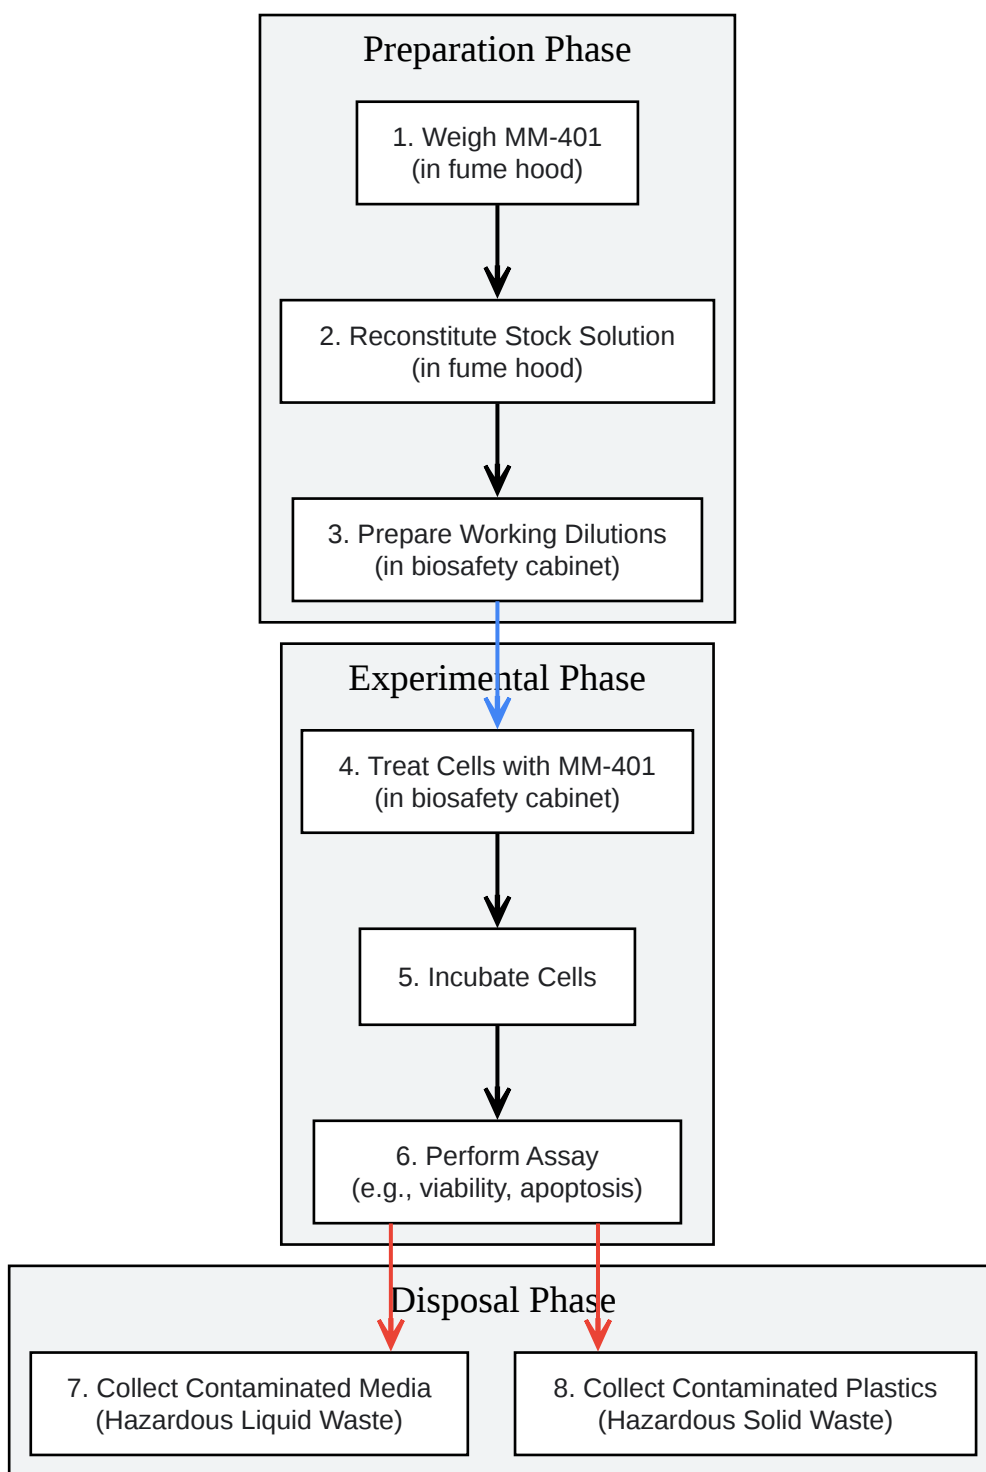 Preparation Phase
1. Weigh MM-401
(in fume hood)
2. Reconstitute Stock Solution
(in fume hood)
3. Prepare Working Dilutions
(in biosafety cabinet)
Experimental Phase
4. Treat Cells with MM-401
(in biosafety cabinet)
5. Incubate Cells
6. Perform Assay
(e.g., viability, apoptosis)
Disposal Phase
7. Collect Contaminated Media
(Hazardous Liquid Waste)
8. Collect Contaminated Plastics
(Hazardous Solid Waste)